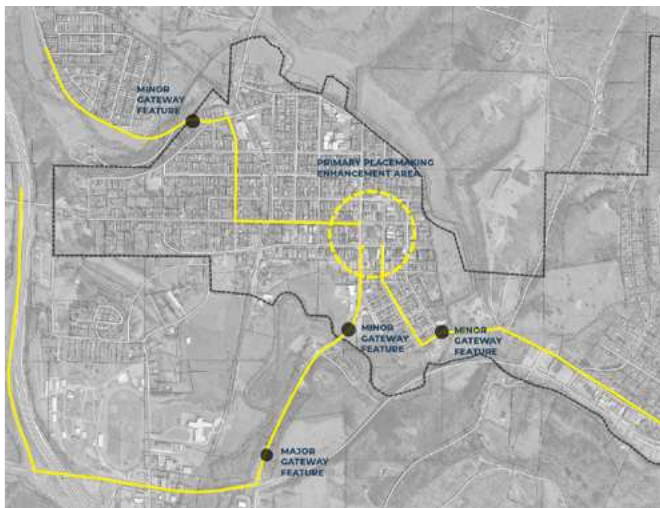 MINOR
GATEWAY
FEATURE
PRIMARY PLACEMAKING
ENHANCEMENT AREA
MINOR
GATEWAY
FEATURE
MINOR
GATEWAY
FEATURE
MAJOR
GATEWAY
FEATURE